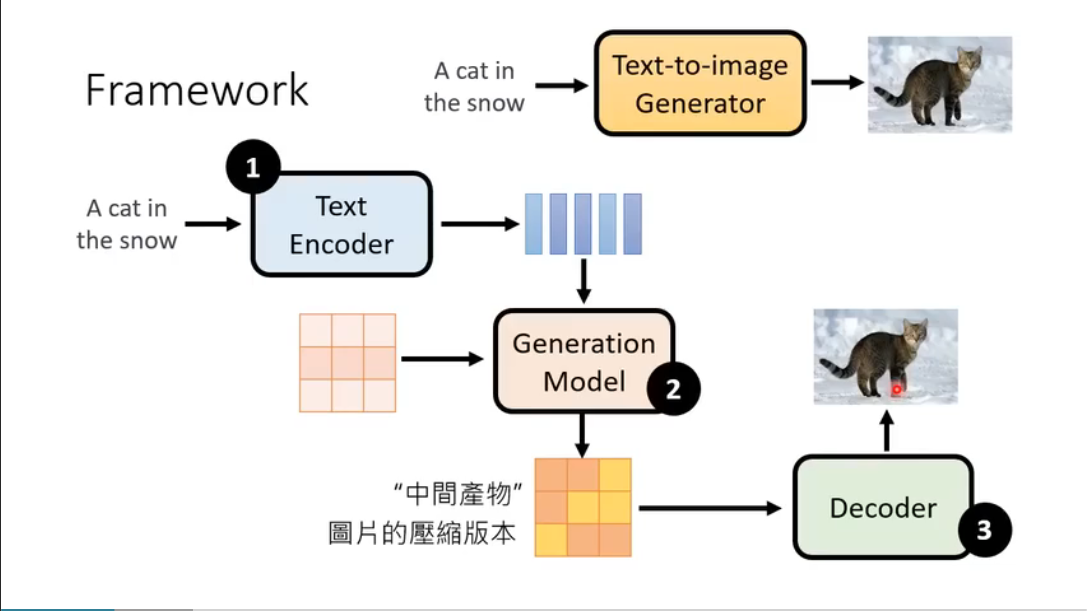 Framework
A cat in
the snow
Text-to-image
Generator
1
A cat in
the snow
Text
Encoder
Generation
Model
2
“中間產物”
圖片的壓縮版本
Decoder
3